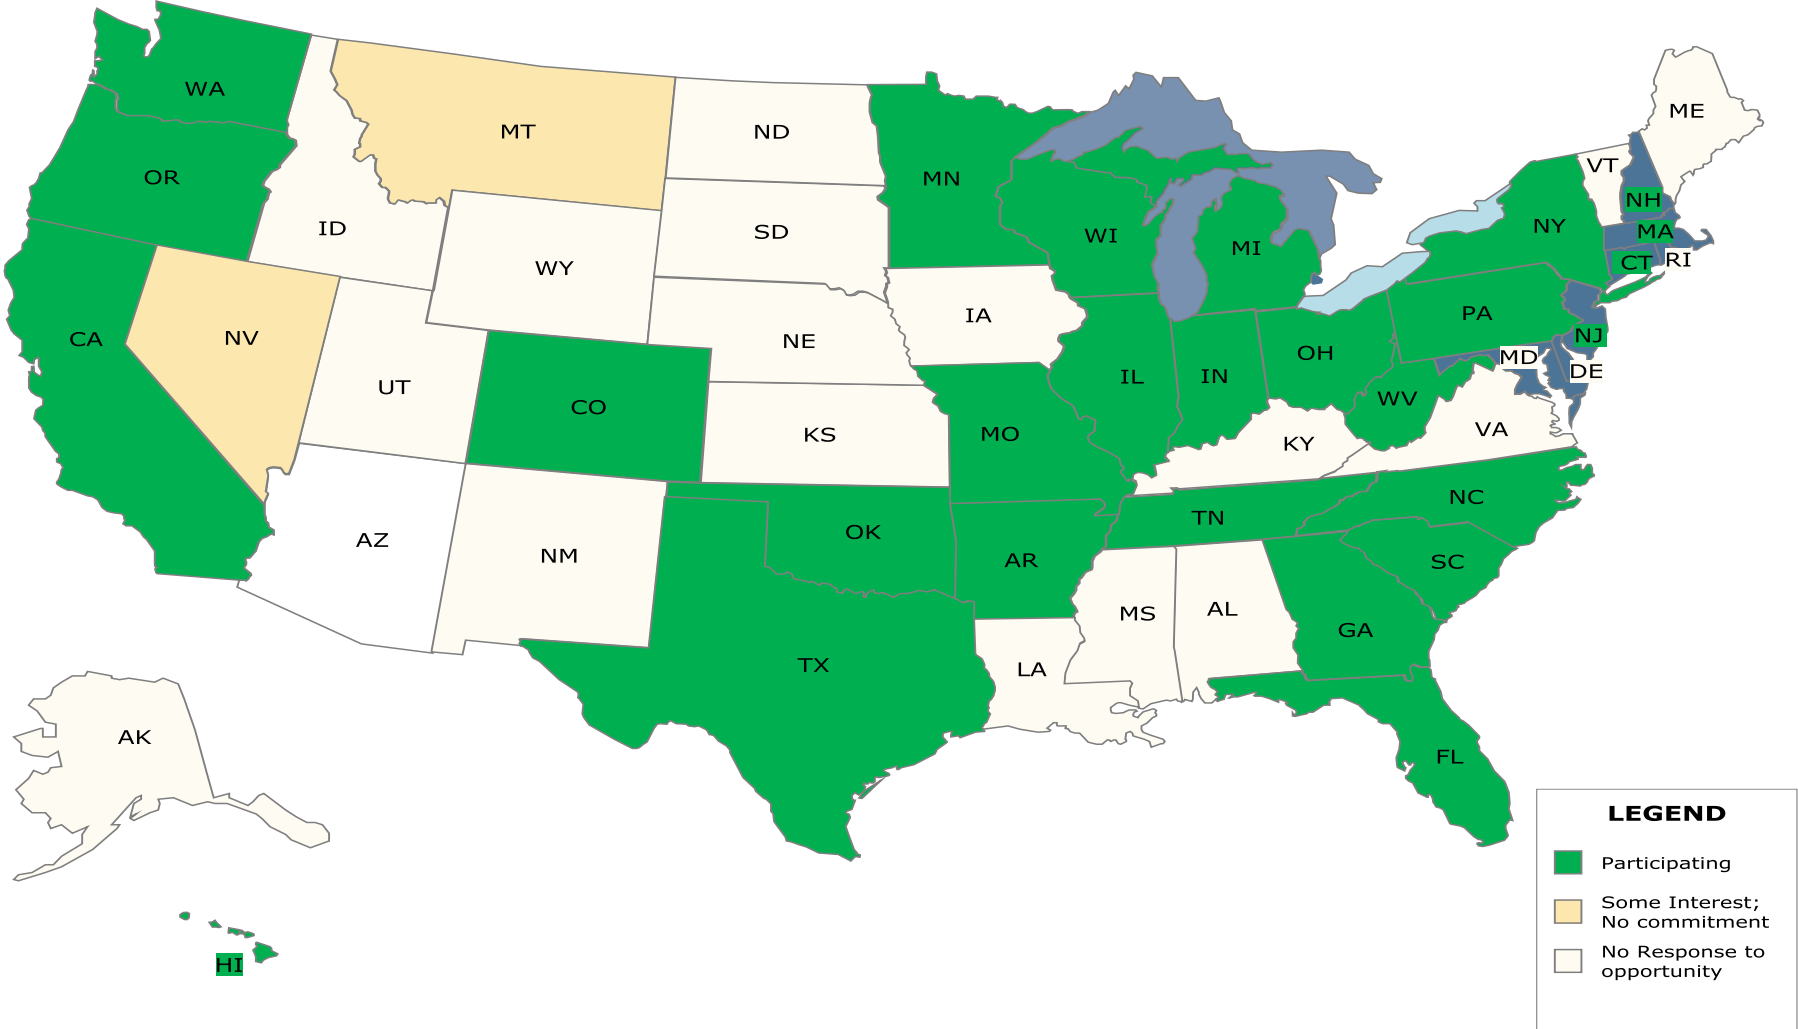 WA
MT
ND
ME
OR
MN
VT
ID
SD
WI
MI
NY
NH
MA
WY
CT
RI
CA
NV
NE
IA
PA
NJ
UT
CO
IL
IN
OH
MD
DE
WV
KS
MO
KY
VA
AZ
NM
OK
AR
TN
NC
SC
TX
LA
MS
AL
GA
FL
AK
HI
LEGEND
Participating
Some Interest;
No commitment
No Response to
opportunity